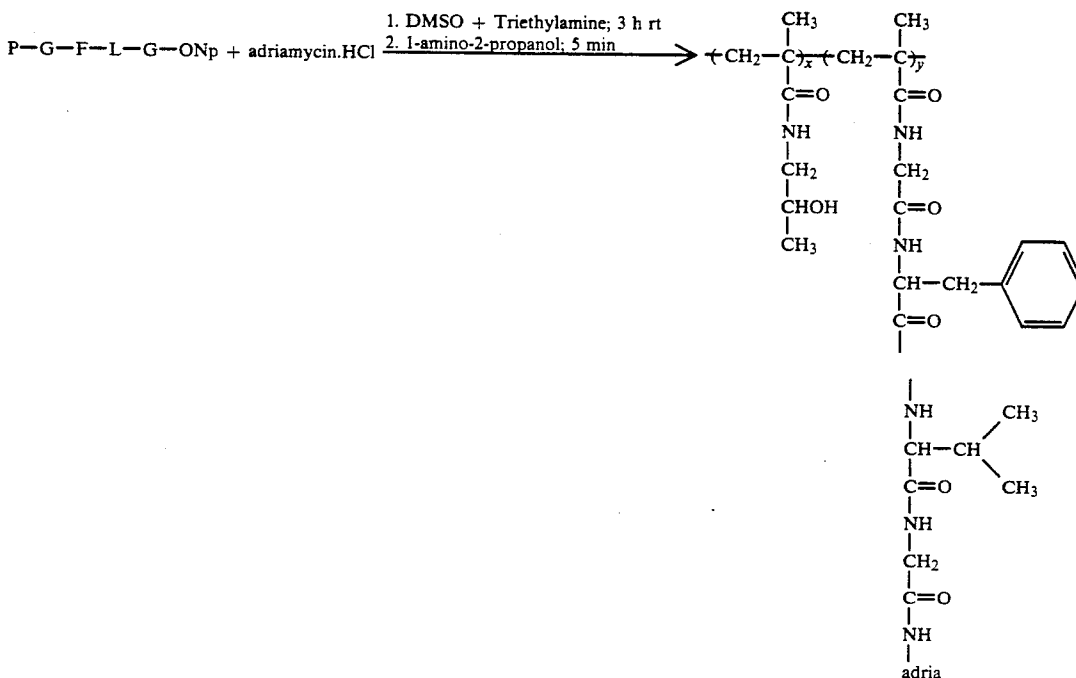 1. DMSO + Triethylamine; 3 h rt
P—G—F—L—G—ONp + adriamycin.HCl
2. 1-amino-2-propanol; 5 min
CH3 CH3
(CH2—C)x (CH2—C)y
C=O C=O
NH NH
CH2 CH2
CHOH C=O
CH3 NH
CH—CH2
C=O
NH CH3
CH—CH
C=O CH3
NH
CH2
C=O
NH
adria